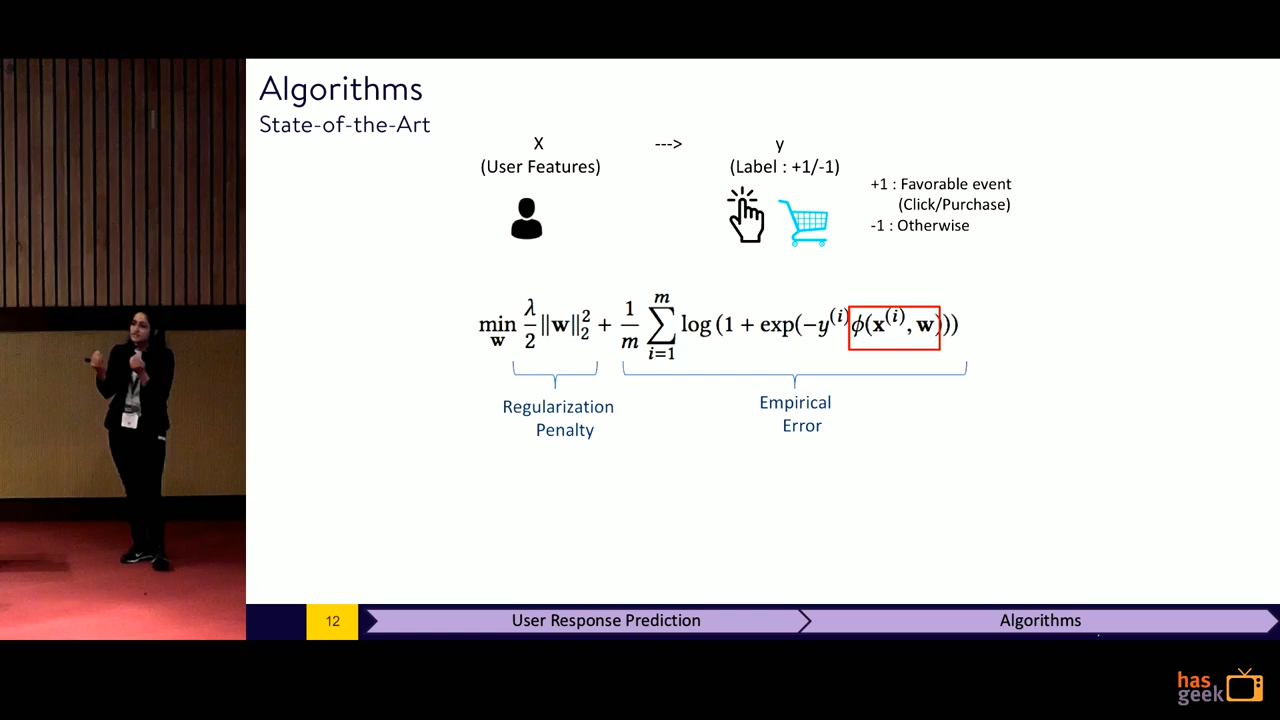 Algorithms
State-of-the-Art
X ---> y
(User Features) (Label : +1/-1)
+1 : Favorable event
(Click/Purchase)
-1 : Otherwise
min_w λ/2 ||w||_2^2 + 1/m ∑_{i=1}^{m} log (1 + exp(−y^{(i)} ϕ(x^{(i)}, w)))
Regularization
Penalty
Empirical
Error
12 User Response Prediction Algorithms
has
geek